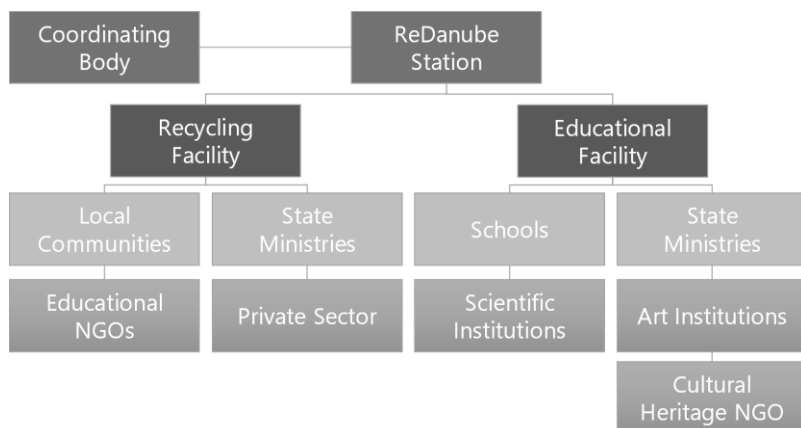 Coordinating
Body
ReDanube
Station
Recycling
Facility
Educational
Facility
Local
Communities
State
Ministries
Schools
State
Ministries
Educational
NGOs
Private Sector
Scientific
Institutions
Art Institutions
Cultural
Heritage NGO